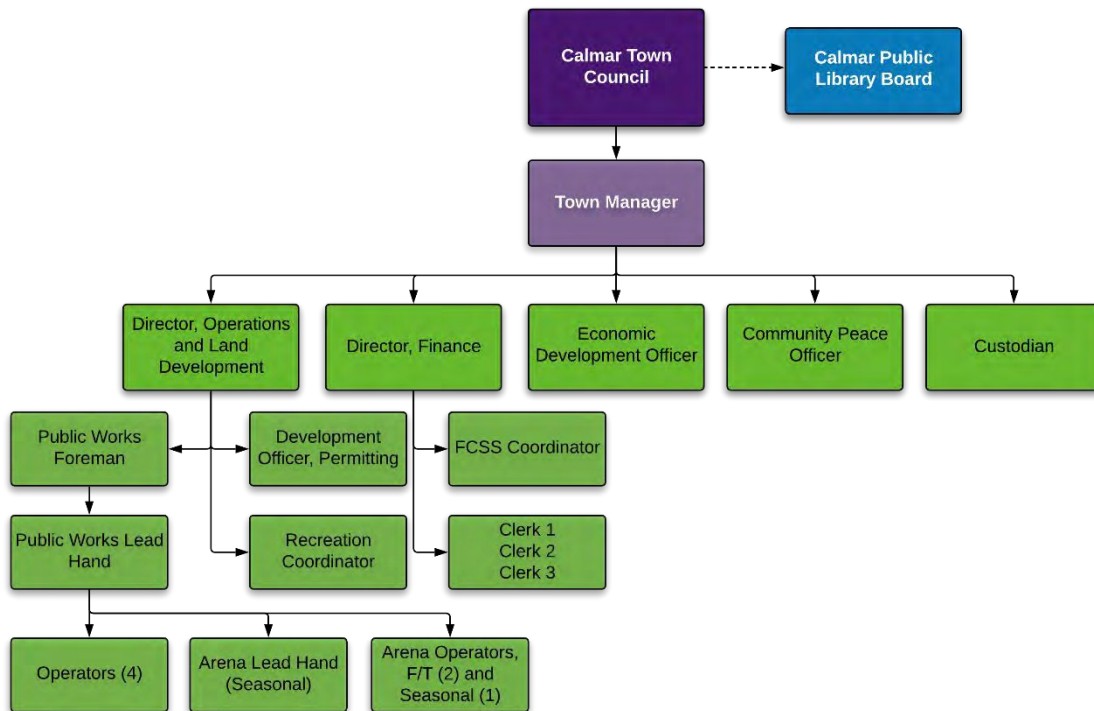 Calmar Town
Council
Calmar Public
Library Board
Town Manager
Director, Operations
and Land
Development
Director, Finance
Economic
Development Officer
Community Peace
Officer
Custodian
Public Works
Foreman
Development
Officer, Permitting
FCSS Coordinator
Public Works Lead
Hand
Recreation
Coordinator
Clerk 1
Clerk 2
Clerk 3
Operators (4)
Arena Lead Hand
(Seasonal)
Arena Operators,
F/T (2) and
Seasonal (1)